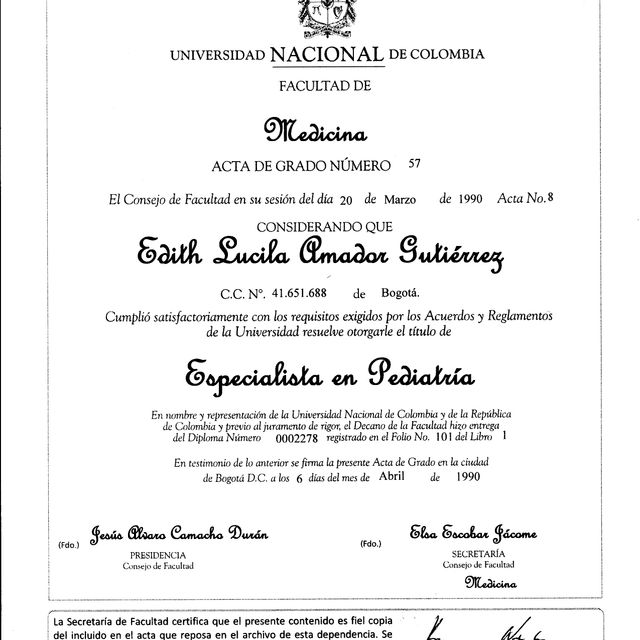 UNIVERSIDAD NACIONAL DE COLOMBIA
FACULTAD DE
Medicina
ACTA DE GRADO NÚMERO 57
El Consejo de Facultad en su sesión del día 20 de Marzo de 1990 Acta No. 8
CONSIDERANDO QUE
Edith Lucila Amador Gutiérrez
C.C. Nº. 41.651.688 de Bogotá.
Cumplió satisfactoriamente con los requisitos exigidos por los Acuerdos y Reglamentos
de la Universidad resuelve otorgarle el título de
Especialista en Pediatría
En nombre y representación de la Universidad Nacional de Colombia y de la República
de Colombia y previo al juramento de rigor, el Decano de la Facultad hizo entrega
del Diploma Número 0002278 registrado en el Folio No. 101 del Libro 1
En testimonio de lo anterior se firma la presente Acta de Grado en la ciudad
de Bogotá D.C. a los 6 días del mes de Abril de 1990
(Fdo.) Jesús Alvaro Camacho Durán
PRESIDENCIA
Consejo de Facultad
(Fdo.) Elsa Escobar Jácome
SECRETARÍA
Consejo de Facultad
Medicina
La Secretaría de Facultad certifica que el presente contenido es fiel copia
del incluido en el acta que reposa en el archivo de esta dependencia. Se